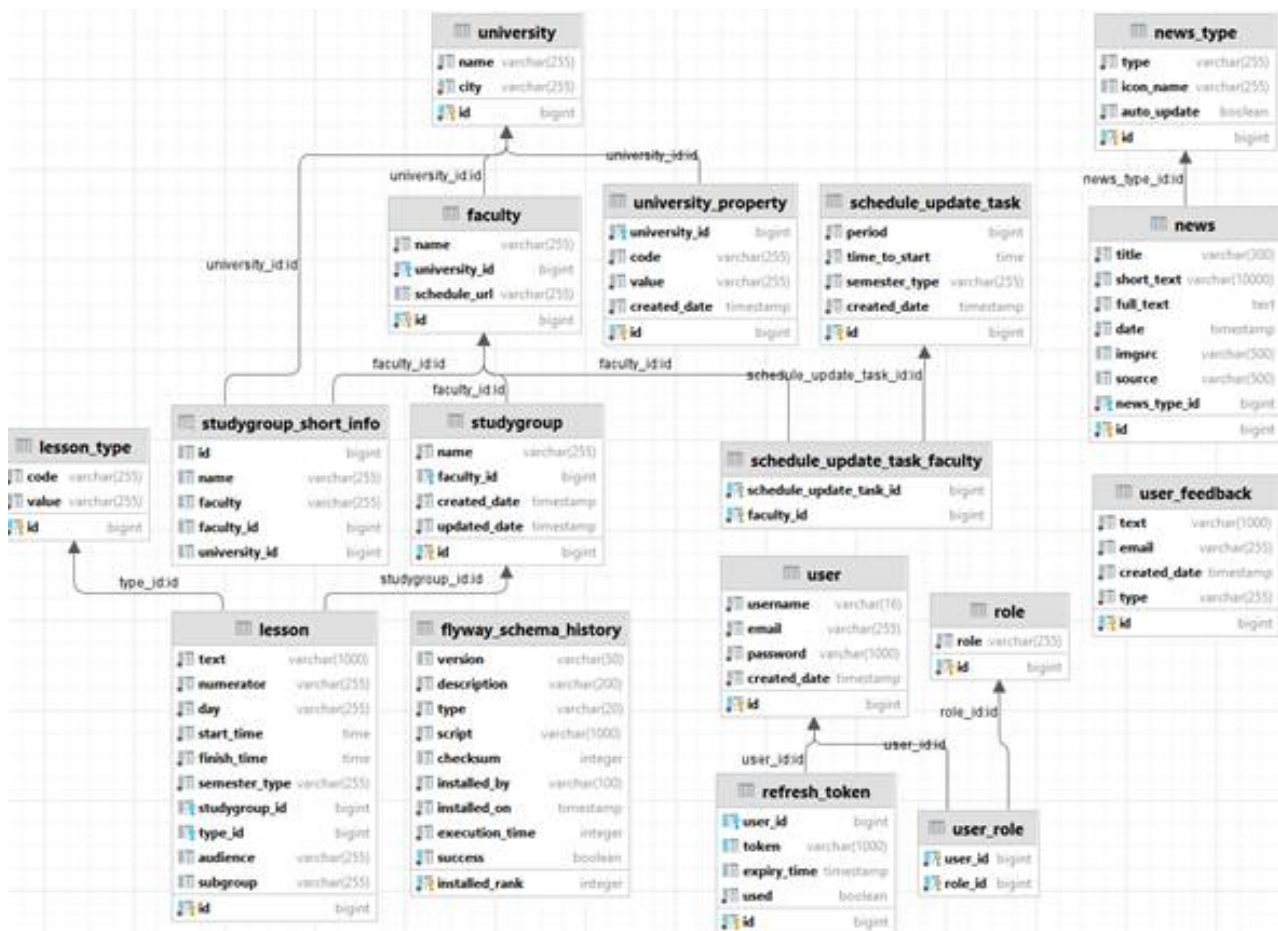 university
name varchar(255)
city varchar(255)
id bigint
news_type
type varchar(255)
icon_name varchar(255)
auto_update boolean
id bigint
university_id:id
university_id:id
university_id:id
news_type_id:id
faculty
name varchar(255)
university_id bigint
schedule_url varchar(255)
id bigint
university_property
university_id bigint
code varchar(255)
value varchar(255)
created_date timestamp
id bigint
schedule_update_task
period bigint
time_to_start time
semester_type varchar(255)
created_date timestamp
id bigint
news
title varchar(300)
short_text varchar(10000)
full_text text
date timestamp
imgsrc varchar(500)
source varchar(500)
news_type_id bigint
id bigint
faculty_id:id
faculty_id:id
faculty_id:id
schedule_update_task_id:id
lesson_type
code varchar(255)
value varchar(255)
id bigint
studygroup_short_info
id bigint
name varchar(255)
faculty varchar(255)
faculty_id bigint
university_id bigint
studygroup
name varchar(255)
faculty_id bigint
created_date timestamp
updated_date timestamp
id bigint
schedule_update_task_faculty
schedule_update_task_id bigint
faculty_id bigint
user_feedback
text varchar(1000)
email varchar(255)
created_date timestamp
type varchar(255)
id bigint
type_id:id
studygroup_id:id
lesson
text varchar(1000)
numerator varchar(255)
day varchar(255)
start_time time
finish_time time
semester_type varchar(255)
studygroup_id bigint
type_id bigint
audience varchar(255)
subgroup varchar(255)
id bigint
flyway_schema_history
version varchar(50)
description varchar(200)
type varchar(20)
script varchar(1000)
checksum integer
installed_by varchar(100)
installed_on timestamp
execution_time integer
success boolean
installed_rank integer
user
username varchar(16)
email varchar(255)
password varchar(1000)
created_date timestamp
id bigint
role
role varchar(255)
id bigint
role_id:id
user_id:id
user_id:id
refresh_token
user_id bigint
token varchar(1000)
expiry_time timestamp
used boolean
id bigint
user_role
user_id bigint
role_id bigint